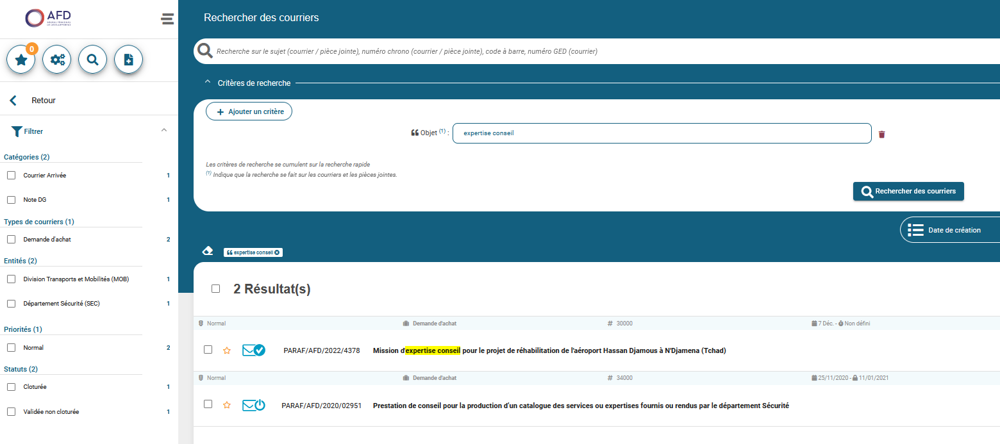 AFD
Rechercher des courriers
0
Recherche sur le sujet (courrier / pièce jointe), numéro chrono (courrier / pièce jointe), code à barre, numéro GED (courrier)
Critères de recherche
Retour
Ajouter un critère
Filtrer
Objet (1) : expertise conseil
Catégories (2)
Les critères de recherche se cumulent sur la recherche rapide
(1) Indique que la recherche se fait sur les courriers et les pièces jointes.
Courrier Arrivée 1
Note DG 1
Rechercher des courriers
Types de courriers (1)
Date de création
Demande d'achat 2
expertise conseil
Entités (2)
Division Transports et Mobilités (MOB) 1
Département Sécurité (SEC) 1
Priorités (1)
Normal 2
Statuts (2)
Cloturée 1
Validée non cloturée 1
2 Résultat(s)
Normal Demande d'achat # 30000 7 Déc. - Non défini
PARAF/AFD/2022/4378 Mission d'expertise conseil pour le projet de réhabilitation de l'aéroport Hassan Djamous à N'Djamena (Tchad)
Normal Demande d'achat # 34000 25/11/2020 - 11/01/2021
PARAF/AFD/2020/02951 Prestation de conseil pour la production d'un catalogue des services ou expertises fournis ou rendus par le département Sécurité